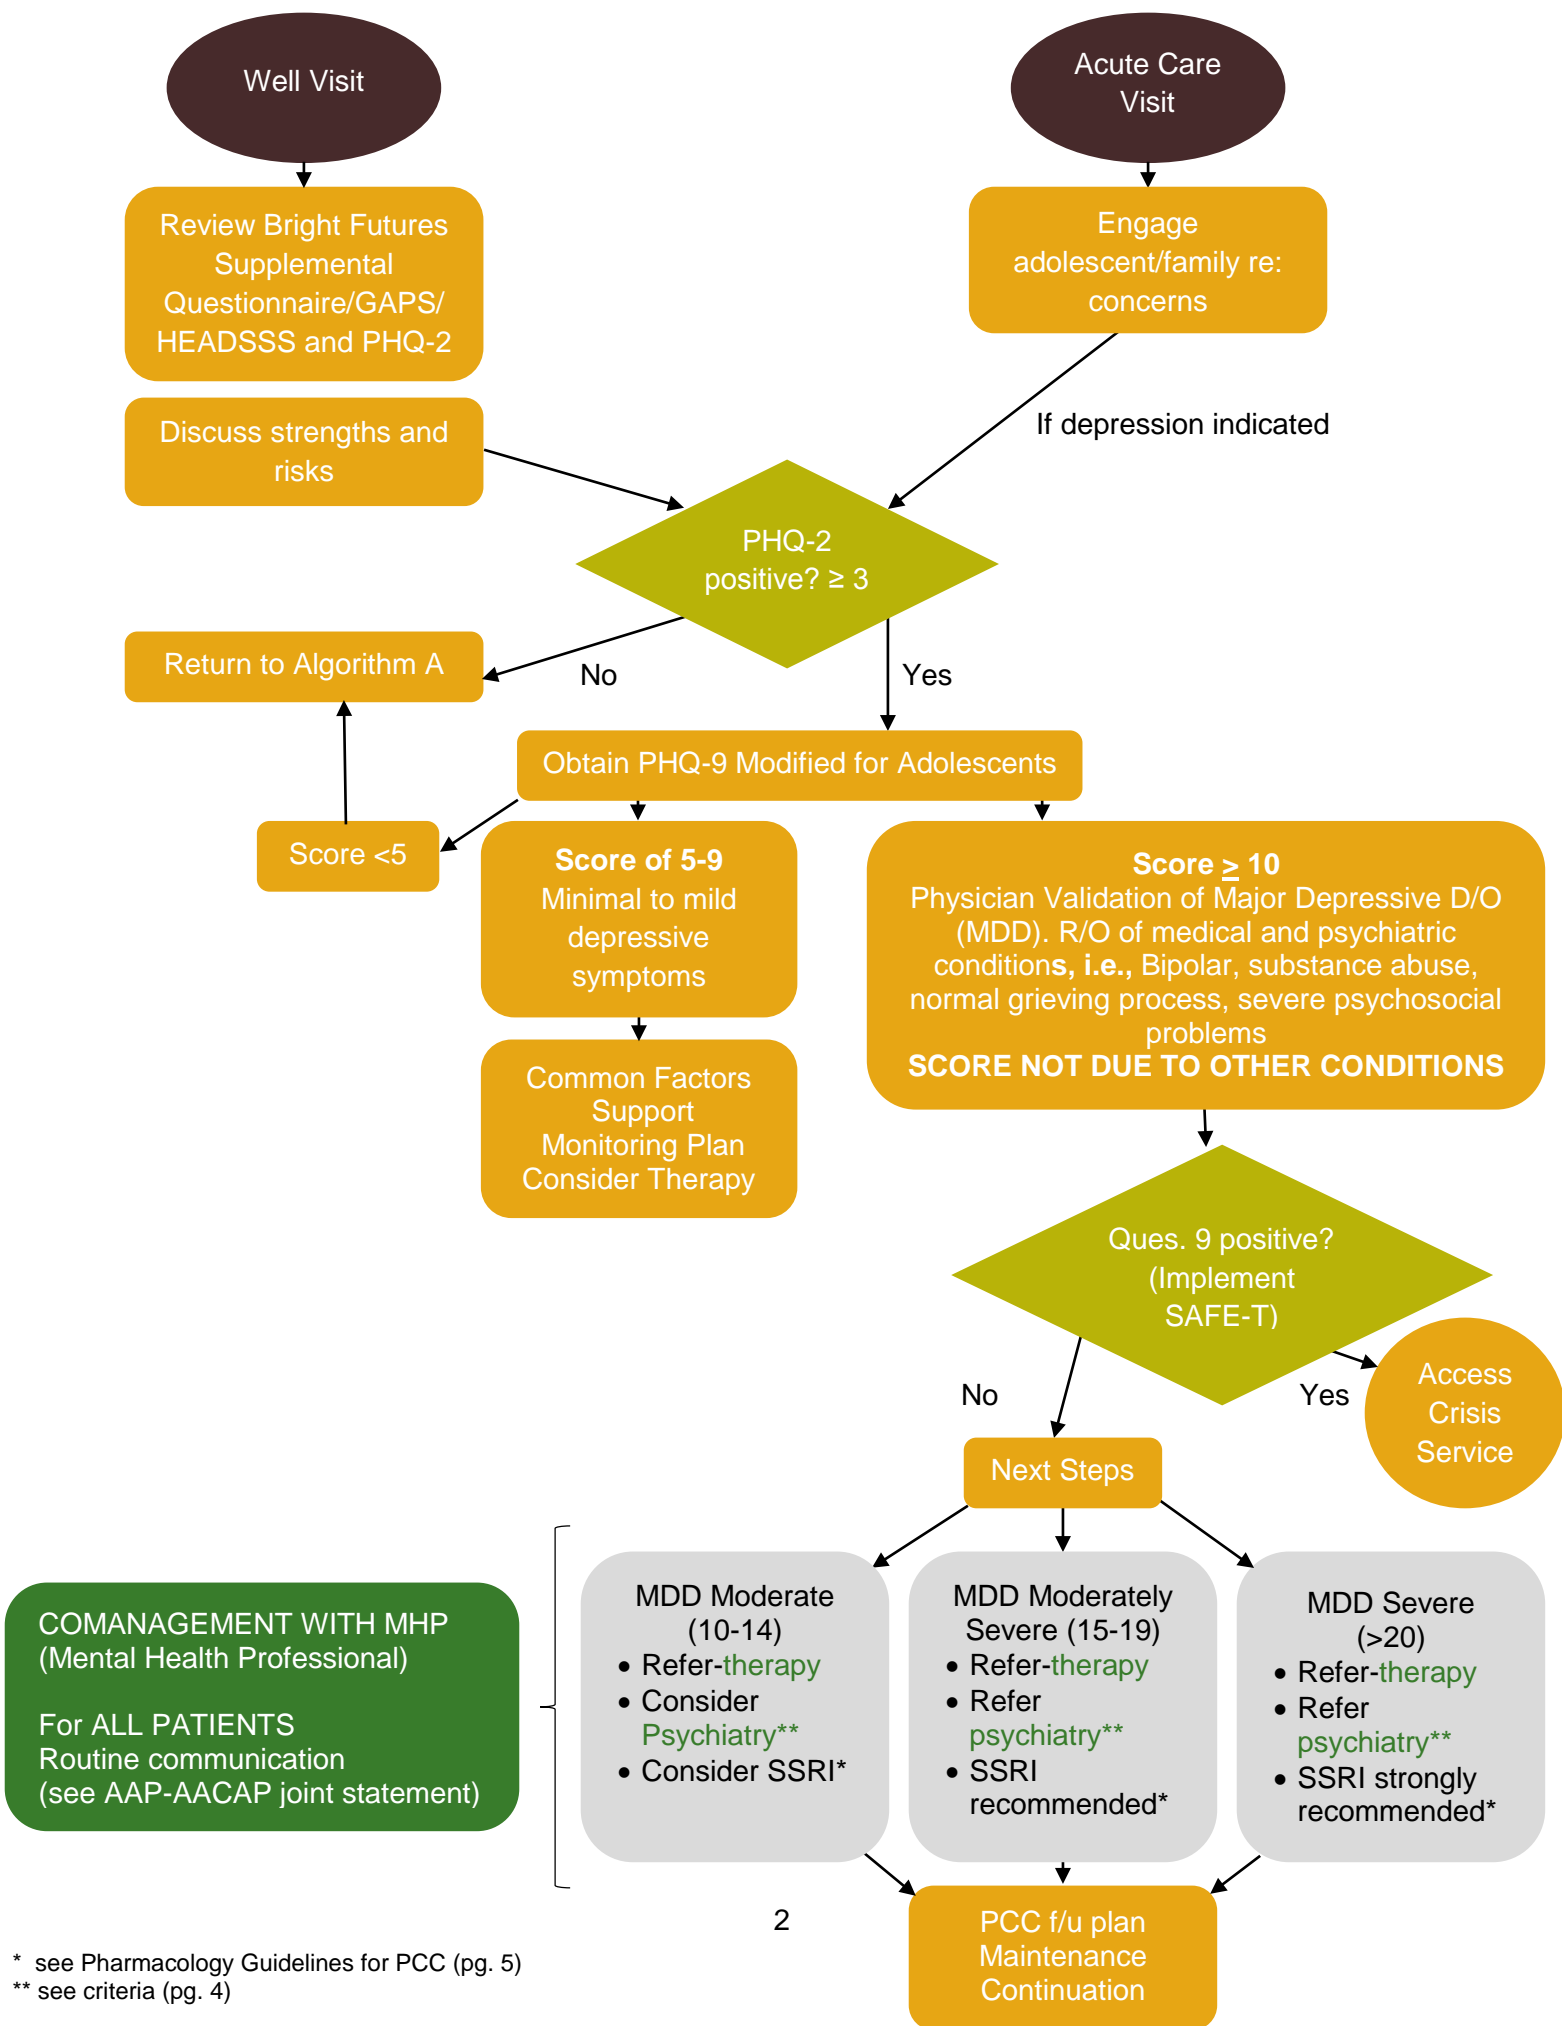 Well Visit
Acute Care
Visit
Review Bright Futures
Supplemental
Questionnaire/GAPS/
HEADSSS and PHQ-2
Engage
adolescent/family re:
concerns
Discuss strengths and
risks
If depression indicated
PHQ-2
positive? ≥ 3
Return to Algorithm A
No
Yes
Obtain PHQ-9 Modified for Adolescents
Score <5
Score of 5-9
Minimal to mild
depressive
symptoms
Score ≥ 10
Physician Validation of Major Depressive D/O
(MDD). R/O of medical and psychiatric
conditions, i.e., Bipolar, substance abuse,
normal grieving process, severe psychosocial
problems
SCORE NOT DUE TO OTHER CONDITIONS
Common Factors
Support
Monitoring Plan
Consider Therapy
Ques. 9 positive?
(Implement
SAFE-T)
No
Yes
Access
Crisis
Service
Next Steps
COMANAGEMENT WITH MHP
(Mental Health Professional)
For ALL PATIENTS
Routine communication
(see AAP-AACAP joint statement)
MDD Moderate
(10-14)
• Refer-therapy
• Consider
Psychiatry**
• Consider SSRI*
MDD Moderately
Severe (15-19)
• Refer-therapy
• Refer
psychiatry**
• SSRI
recommended*
MDD Severe
(>20)
• Refer-therapy
• Refer
psychiatry**
• SSRI strongly
recommended*
PCC f/u plan
Maintenance
Continuation
2
* see Pharmacology Guidelines for PCC (pg. 5)
** see criteria (pg. 4)